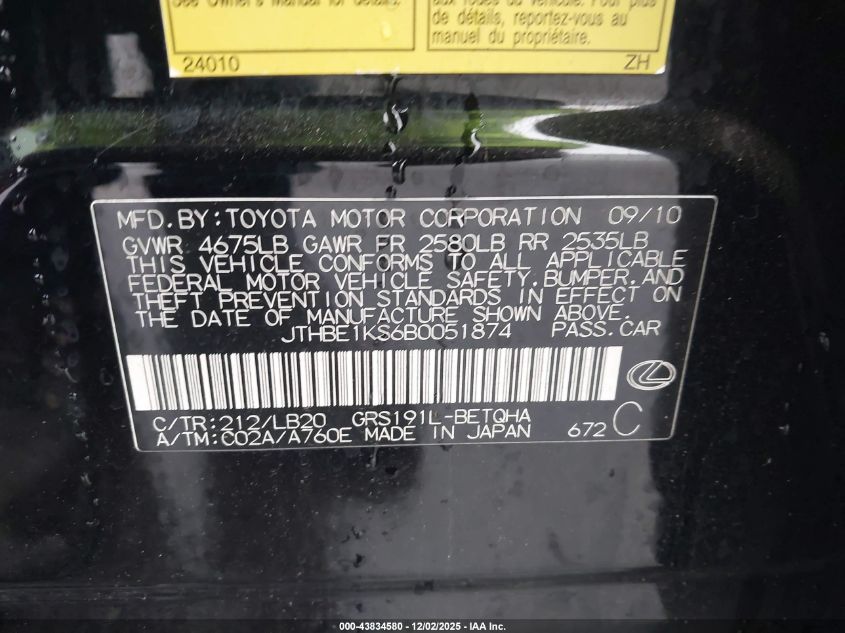 See Owner's Manual for details.
aux roues du véhicule. Pour plus
de détails, reportez-vous au
manuel du propriétaire.
24010 ZH
MFD.BY:TOYOTA MOTOR CORPORATION 09/10
GVWR 4675LB GAWR FR 2580LB RR 2535LB
THIS VEHICLE CONFORMS TO ALL APPLICABLE
FEDERAL MOTOR VEHICLE SAFETY,BUMPER,AND
THEFT PREVENTION STANDARDS IN EFFECT ON
THE DATE OF MANUFACTURE SHOWN ABOVE.
JTHBE1KS6B0051874 PASS.CAR
C/TR:212/LB20 GRS191L-BETQHA
A/TM:C02A/A760E MADE IN JAPAN 672 C
000-43834580 - 12/02/2025 - IAA Inc.